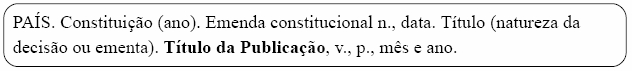 PAÍS. Constituição (ano). Emenda constitucional n., data. Título (natureza da
decisão ou ementa). Título da Publicação, v., p., mês e ano.